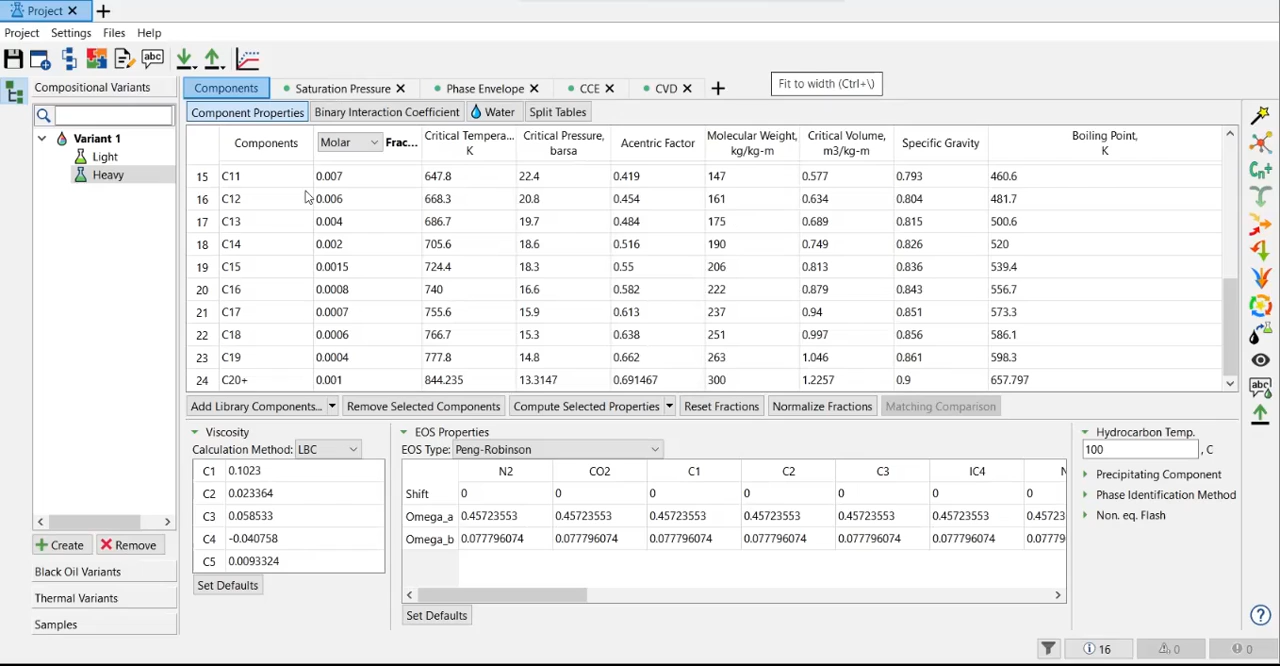 Project
Project Settings Files Help
abc
Compositional Variants
Components Saturation Pressure Phase Envelope CCE CVD
Fit to width (Ctrl+\)
Component Properties Binary Interaction Coefficient Water Split Tables
Variant 1
Light
Heavy
Components Molar Frac... Critical Tempera... K Critical Pressure, barsa Acentric Factor Molecular Weight, kg/kg-m Critical Volume, m3/kg-m Specific Gravity Boiling Point, K
15 C11 0.007 647.8 22.4 0.419 147 0.577 0.793 460.6
16 C12 0.006 668.3 20.8 0.454 161 0.634 0.804 481.7
17 C13 0.004 686.7 19.7 0.484 175 0.689 0.815 500.6
18 C14 0.002 705.6 18.6 0.516 190 0.749 0.826 520
19 C15 0.0015 724.4 18.3 0.55 206 0.813 0.836 539.4
20 C16 0.0008 740 16.6 0.582 222 0.879 0.843 556.7
21 C17 0.0007 755.6 15.9 0.613 237 0.94 0.851 573.3
22 C18 0.0006 766.7 15.3 0.638 251 0.997 0.856 586.1
23 C19 0.0004 777.8 14.8 0.662 263 1.046 0.861 598.3
24 C20+ 0.001 844.235 13.3147 0.691467 300 1.2257 0.9 657.797
Add Library Components... Remove Selected Components Compute Selected Properties Reset Fractions Normalize Fractions Matching Comparison
Viscosity
Calculation Method: LBC
C1 0.1023
C2 0.023364
C3 0.058533
C4 -0.040758
C5 0.0093324
Set Defaults
EOS Properties
EOS Type: Peng-Robinson
N2 CO2 C1 C2 C3 IC4 N
Shift 0 0 0 0 0 0 0
Omega_a 0.45723553 0.45723553 0.45723553 0.45723553 0.45723553 0.45723553 0.45723
Omega_b 0.077796074 0.077796074 0.077796074 0.077796074 0.077796074 0.077796074 0.07779
Set Defaults
Hydrocarbon Temp.
100 , C
Precipitating Component
Phase Identification Method
Non. eq. Flash
Create Remove
Black Oil Variants
Thermal Variants
Samples
Cn+
abc
16 0 0